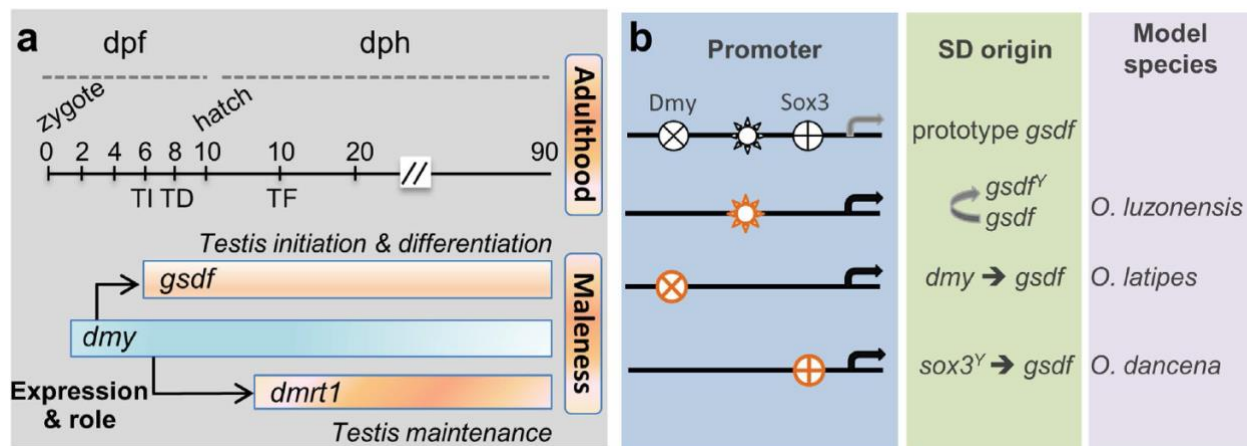 a
dpf
dph
zygote
hatch
0 2 4 6 8 10 10 20 // 90
TI TD TF
Adulthood
Testis initiation & differentiation
gsdf
dmy
dmrt1
Expression
& role
Testis maintenance
Maleness
b
Promoter
SD origin
Model
species
Dmy
Sox3
prototype gsdf
gsdfY
gsdf
O. luzonensis
dmy ➔ gsdf
O. latipes
sox3Y ➔ gsdf
O. dancena